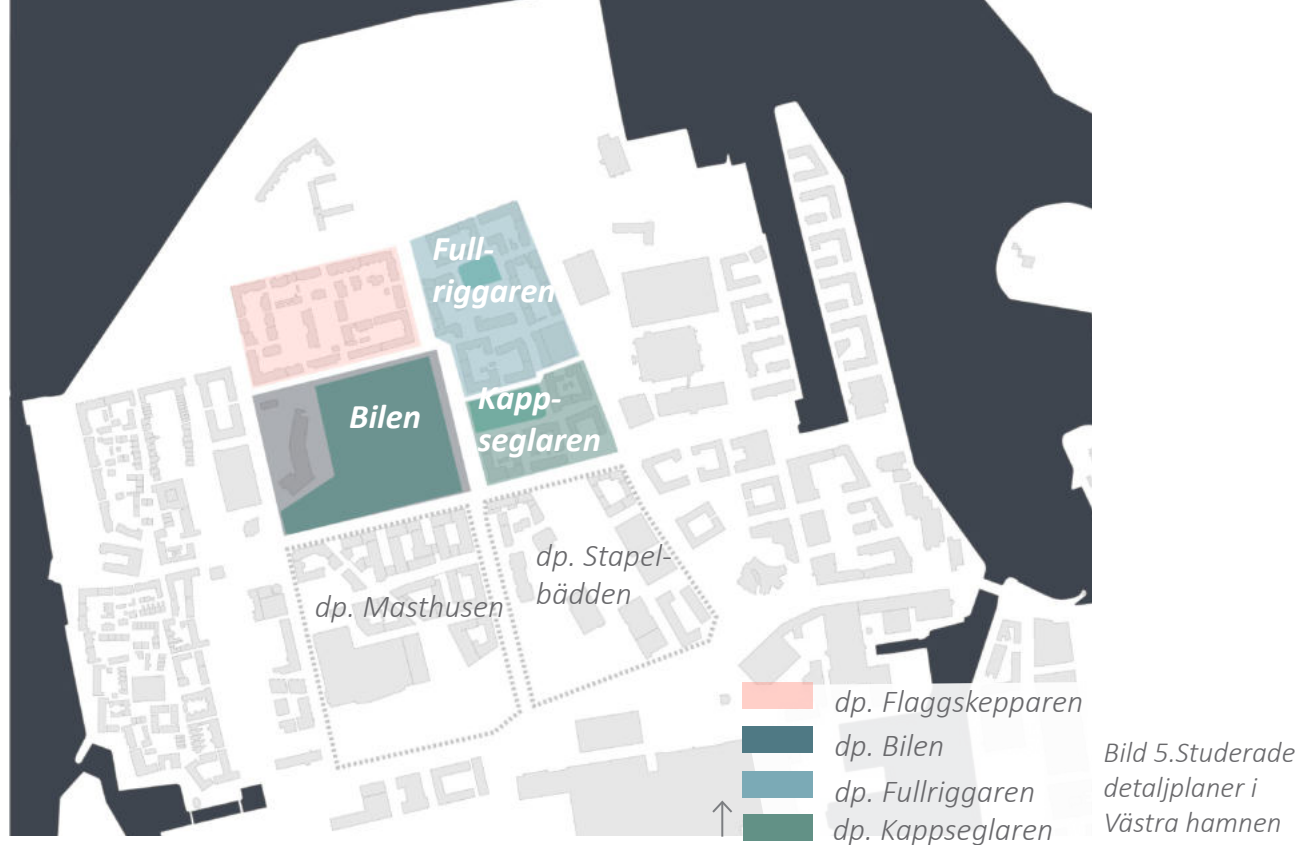 Full-
riggaren
Bilen
Kapp-
seglaren
dp. Stapel-
bädden
dp. Masthusen
dp. Flaggskepparen
dp. Bilen
dp. Fullriggaren
dp. Kappseglaren
Bild 5.Studerade
detaljplaner i
Västra hamnen